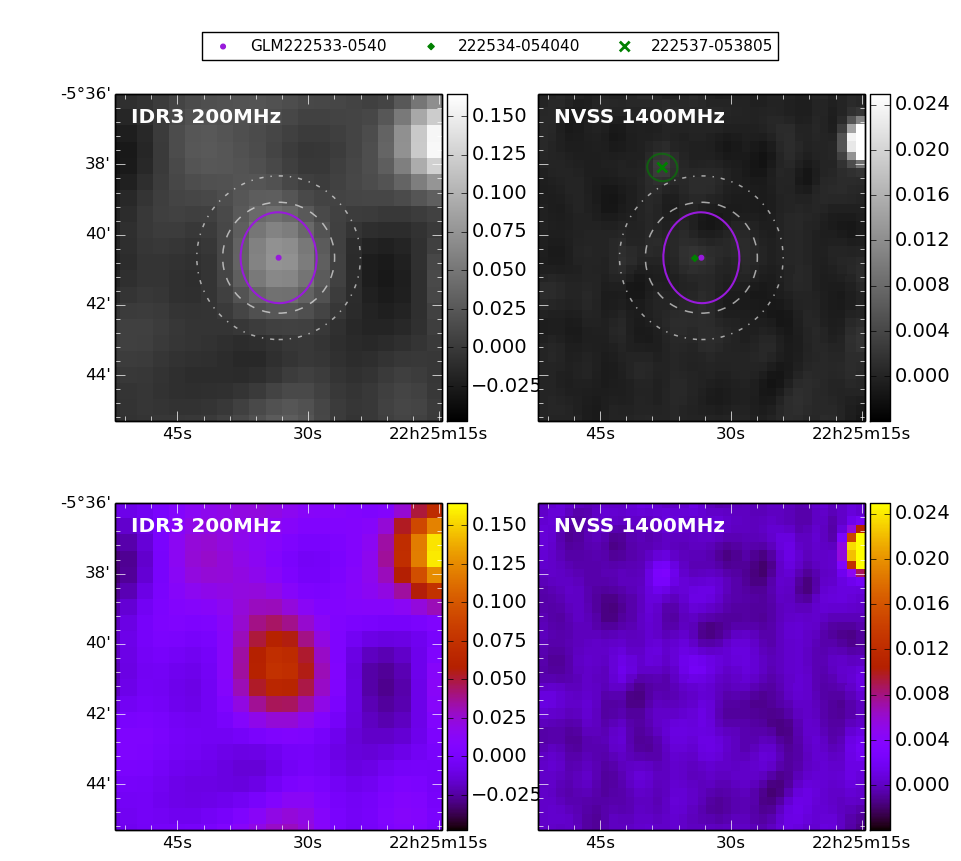 GLM222533-0540 222534-054040 222537-053805
-5°36' IDR3 200MHz 0.150 NVSS 1400MHz 0.024
0.125 0.020
38' 0.100 0.016
40' 0.075 0.012
0.050
0.025 0.008
42' 0.000 0.004
44' −0.025 0.000
45s 30s 22h25m15s 45s 30s 22h25m15s
-5°36' IDR3 200MHz 0.150 NVSS 1400MHz 0.024
0.125 0.020
38' 0.100 0.016
40' 0.075 0.012
0.050
0.025 0.008
42' 0.000 0.004
44' −0.025 0.000
45s 30s 22h25m15s 45s 30s 22h25m15s